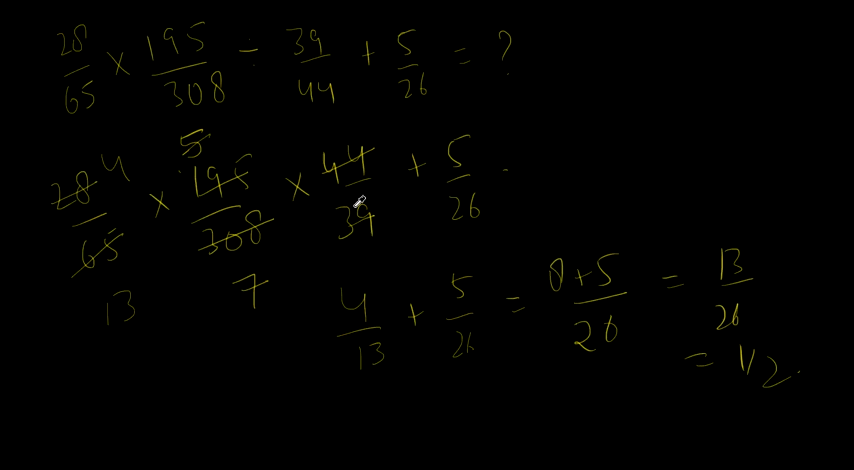 28/65 × 195/308 ÷ 39/44 + 5/26 = ?
5
28 4/65 × 195/308 × 44/39 + 5/26
13 7
4/13 + 5/26 = 8+5/26 = 13/26
= 1/2